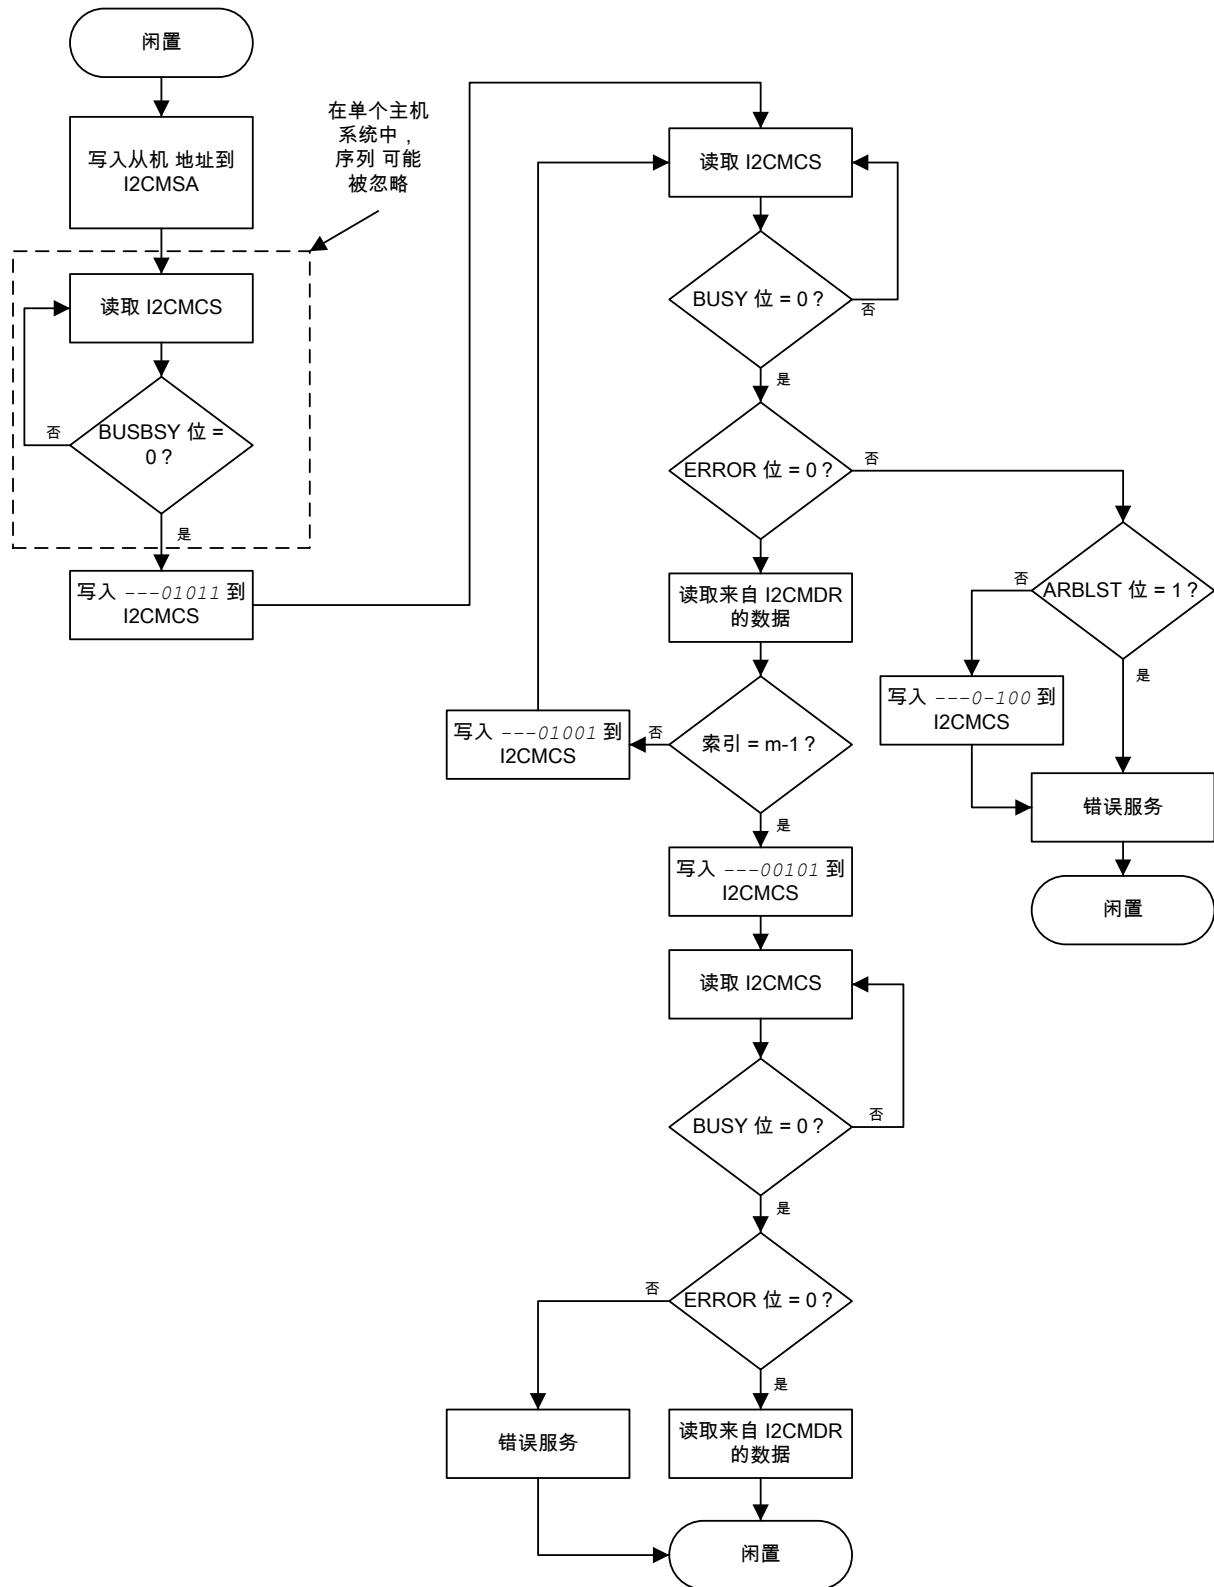 闲置
写入从机 地址到
I2CMSA
在单个主机
系统中，
序列 可能
被忽略
读取 I2CMCS
否
BUSBSY 位 =
0？
是
写入 ---01011 到
I2CMCS
读取 I2CMCS
BUSY 位 = 0？
否
是
ERROR 位 = 0？
否
是
读取来自 I2CMDR
的数据
ARBLST 位 = 1？
否
是
写入 ---0-100 到
I2CMCS
错误服务
闲置
索引 = m-1？
否
写入 ---01001 到
I2CMCS
是
写入 ---00101 到
I2CMCS
读取 I2CMCS
BUSY 位 = 0？
否
是
ERROR 位 = 0？
否
是
错误服务
读取来自 I2CMDR
的数据
闲置